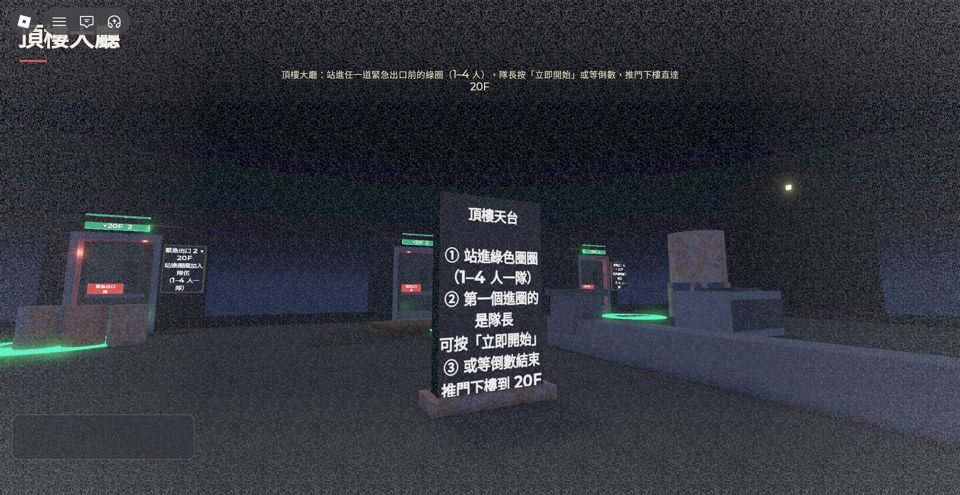 頂樓大廳
頂樓大廳：站進任一道緊急出口前的綠圈（1–4 人），隊長按「立即開始」或等倒數，推門下樓直達
20F
頂樓天台
① 站進綠色圈圈
（1–4 人一隊）
② 第一個進圈的
是隊長
可按「立即開始」
③ 或等倒數結束
推門下樓到 20F
緊急出口 2 ▾
20F
站進圈圈加入
隊伍
（1–4 人一
隊）